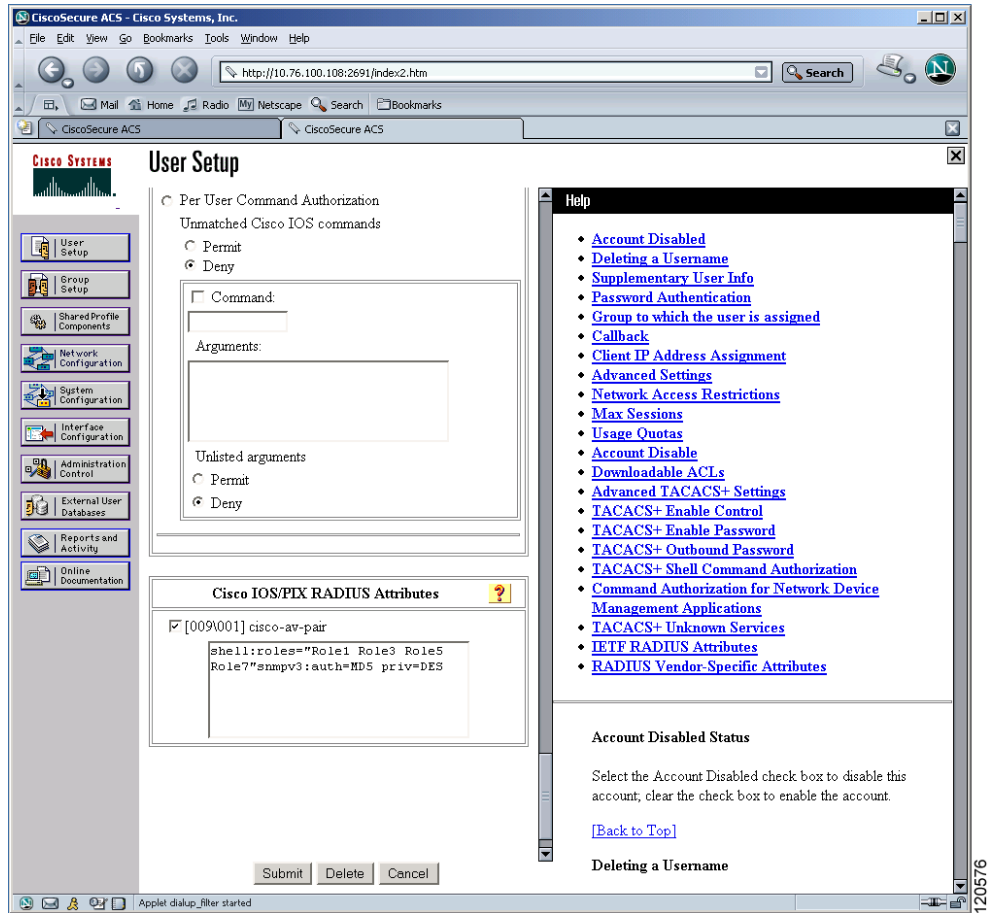 CiscoSecure ACS - Cisco Systems, Inc.
File Edit View Go Bookmarks Tools Window Help
http://10.76.100.108:2691/index2.htm
Search
N
Mail Home Radio My Netscape Search Bookmarks
CiscoSecure ACS
CiscoSecure ACS
CISCO SYSTEMS
User Setup
User Setup
Group Setup
Shared Profile Components
Network Configuration
System Configuration
Interface Configuration
Administration Control
External User Databases
Reports and Activity
Online Documentation
Per User Command Authorization
Unmatched Cisco IOS commands
Permit
Deny
Command:
Arguments:
Unlisted arguments
Permit
Deny
Cisco IOS/PIX RADIUS Attributes ?
[009\001] cisco-av-pair
shell:roles="Role1 Role3 Role5
Role7"snmpv3:auth=MD5 priv=DES
Submit Delete Cancel
Help
Account Disabled
Deleting a Username
Supplementary User Info
Password Authentication
Group to which the user is assigned
Callback
Client IP Address Assignment
Advanced Settings
Network Access Restrictions
Max Sessions
Usage Quotas
Account Disable
Downloadable ACLs
Advanced TACACS+ Settings
TACACS+ Enable Control
TACACS+ Enable Password
TACACS+ Outbound Password
TACACS+ Shell Command Authorization
Command Authorization for Network Device
Management Applications
TACACS+ Unknown Services
IETF RADIUS Attributes
RADIUS Vendor-Specific Attributes
Account Disabled Status
Select the Account Disabled check box to disable this
account; clear the check box to enable the account.
[Back to Top]
Deleting a Username
Applet dialup_filter started
120576